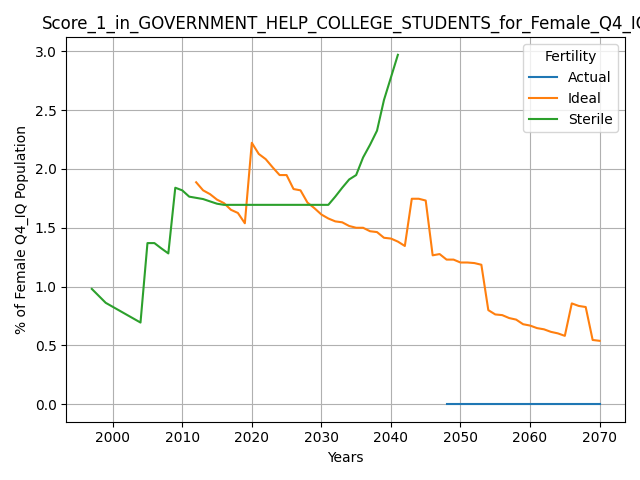 Score_1_in_GOVERNMENT_HELP_COLLEGE_STUDENTS_for_Female_Q4_IQ
Fertility
Actual
Ideal
Sterile
% of Female Q4_IQ Population
3.0
2.5
2.0
1.5
1.0
0.5
0.0
2000 2010 2020 2030 2040 2050 2060 2070
Years